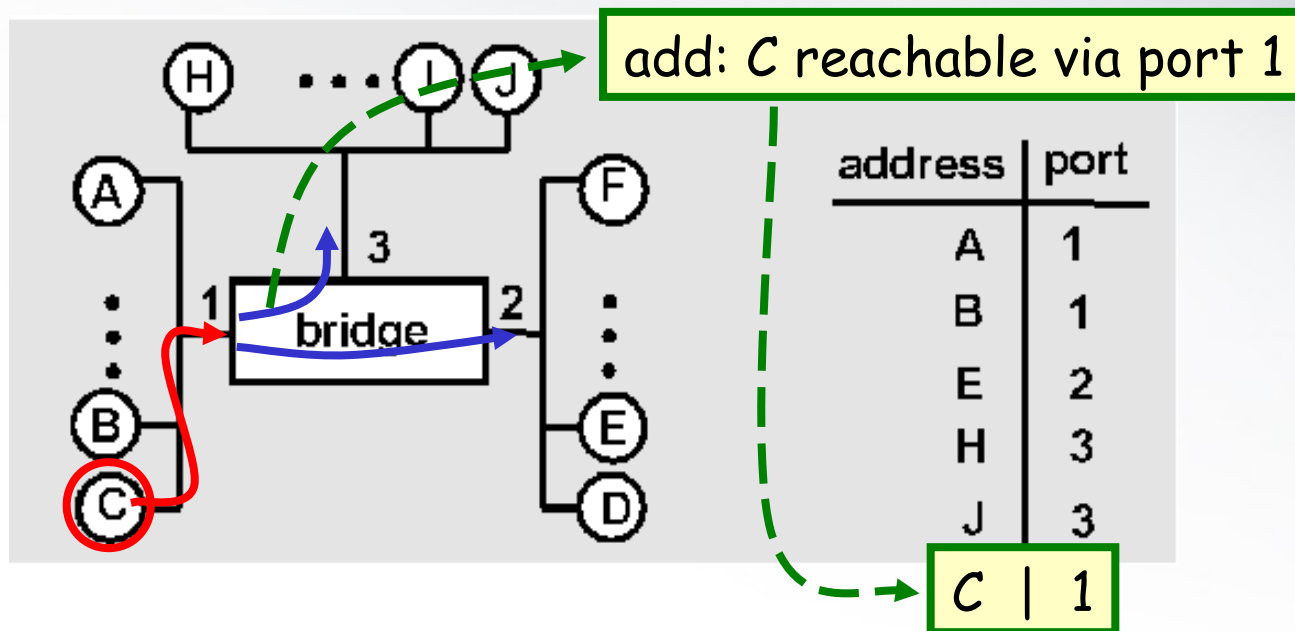 add: C reachable via port 1
H
I
J
A
F
3
1
2
bridge
B
E
C
D
address port
A 1
B 1
E 2
H 3
J 3
C | 1